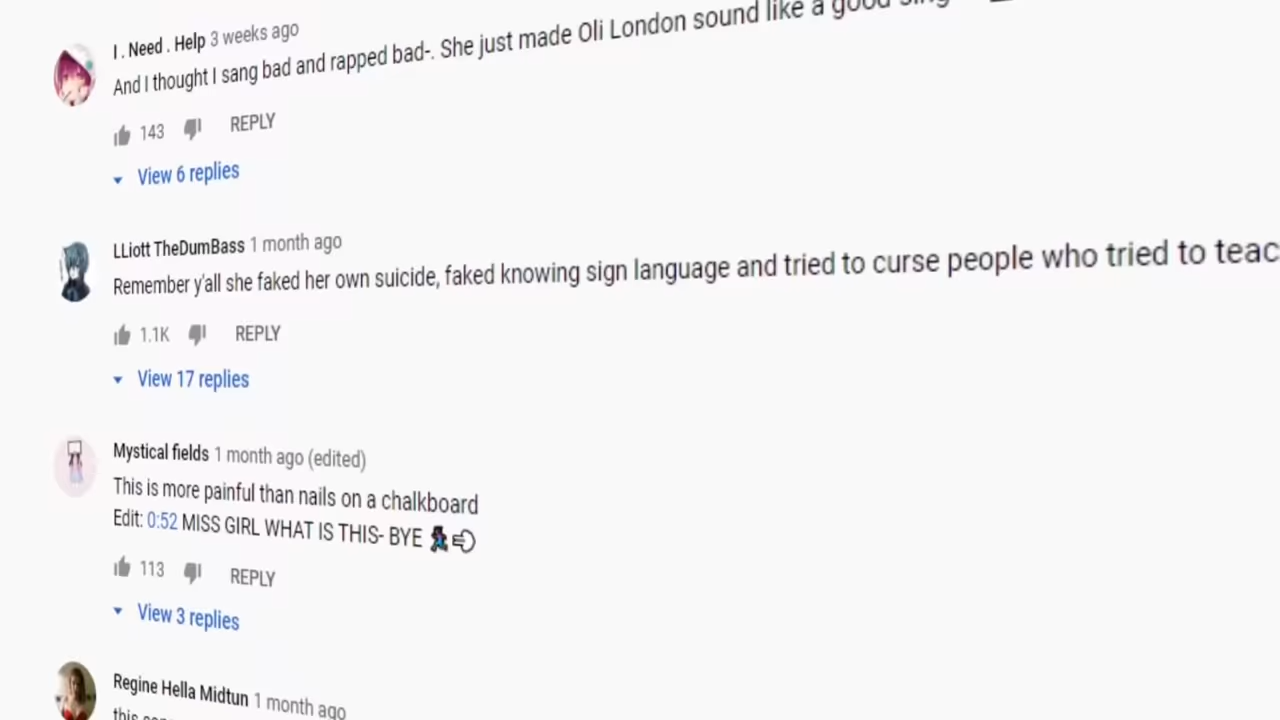 I . Need . Help 3 weeks ago
And I thought I sang bad and rapped bad-. She just made Oli London sound like a good
143 REPLY
View 6 replies
LLiott TheDumBass 1 month ago
Remember y'all she faked her own suicide, faked knowing sign language and tried to curse people who tried to teac
1.1K REPLY
View 17 replies
Mystical fields 1 month ago (edited)
This is more painful than nails on a chalkboard
Edit: 0:52 MISS GIRL WHAT IS THIS- BYE
113 REPLY
View 3 replies
Regine Hella Midtun 1 month ago
this